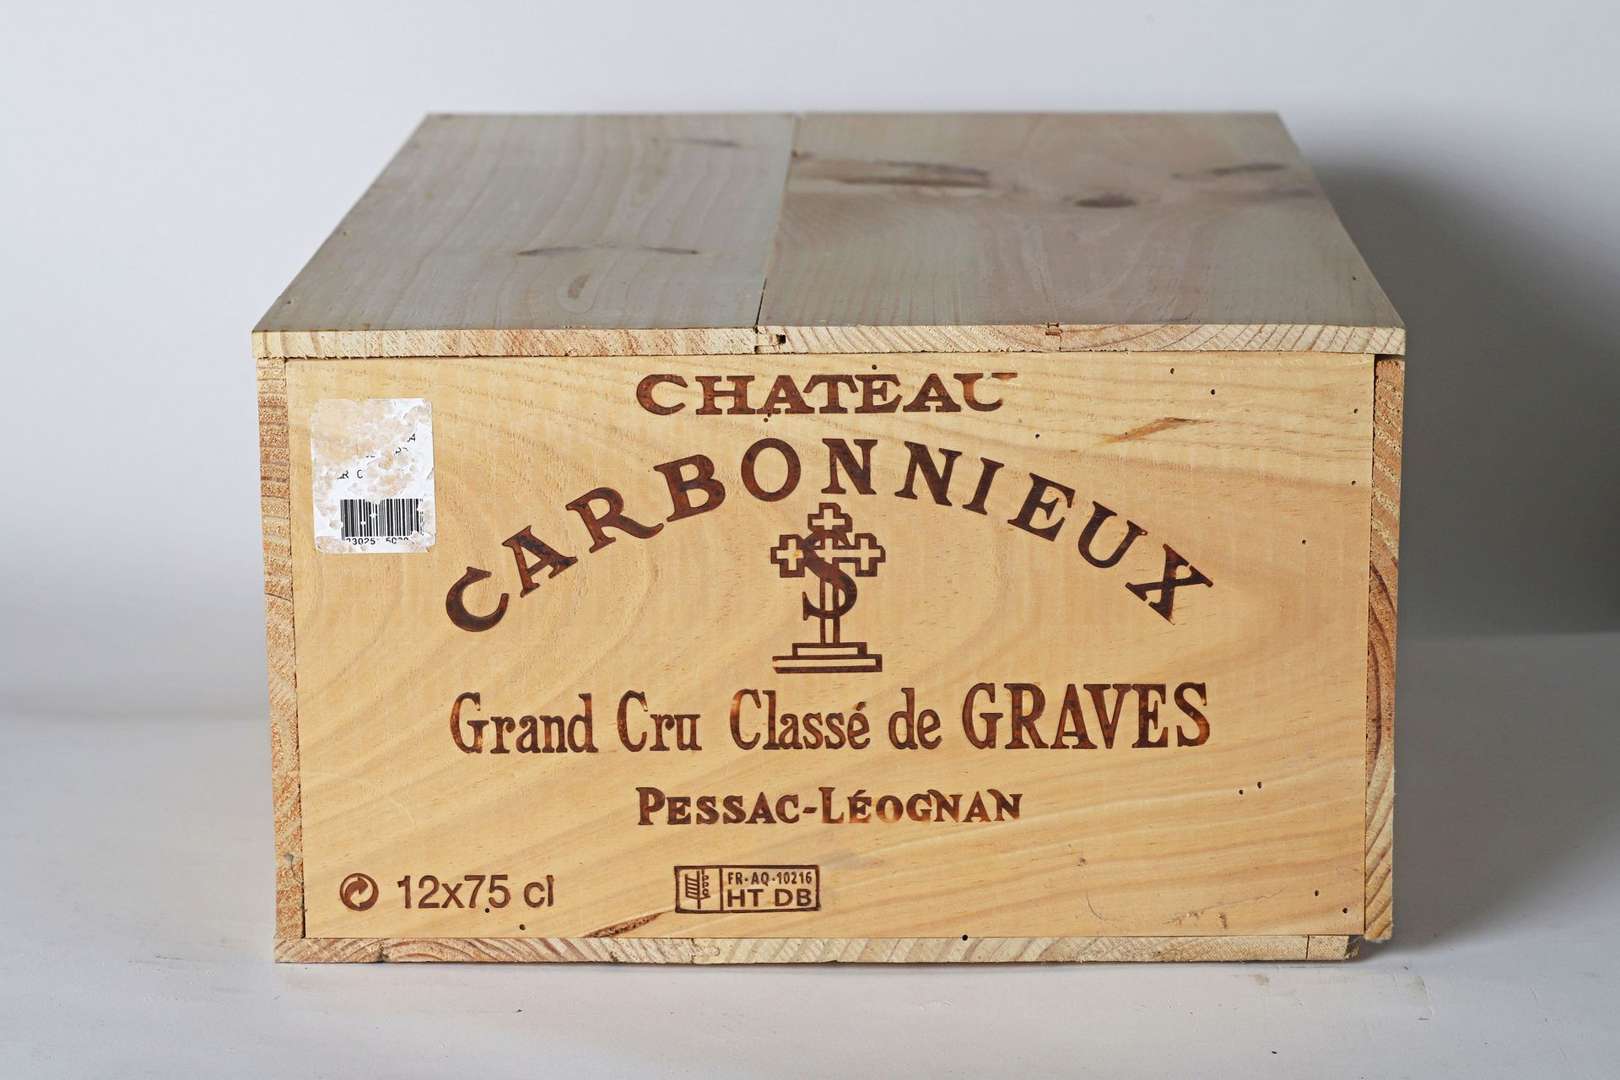 CHATEAU
CARBONNIEUX
S
Grand Cru Classé de GRAVES
PESSAC-LÉOGNAN
12x75 cl
FR-AQ-10216
HT DB